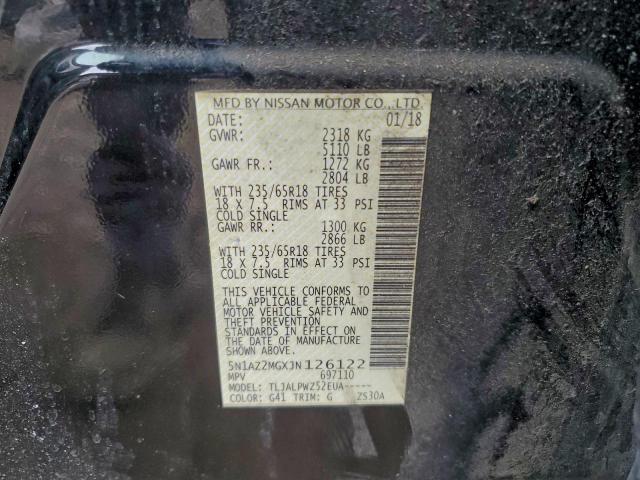 MFD BY NISSAN MOTOR CO., LTD.
DATE: 01/18
GVWR: 2318 KG
5110 LB
GAWR FR.: 1272 KG
2804 LB
WITH 235/65R18 TIRES
18 X 7.5 RIMS AT 33 PSI
COLD SINGLE
GAWR RR.: 1300 KG
2866 LB
WITH 235/65R18 TIRES
18 X 7.5 RIMS AT 33 PSI
COLD SINGLE
THIS VEHICLE CONFORMS TO
ALL APPLICABLE FEDERAL
MOTOR VEHICLE SAFETY AND
THEFT PREVENTION
STANDARDS IN EFFECT ON
THE DATE OF MANUFACTURE
SHOWN ABOVE.
5N1AZ2MGXJN126122
MPV 697110
MODEL: TLJALPWZ52EUA-----
COLOR: G41 TRIM: G ZS30A